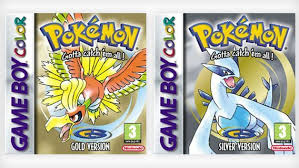 GAME BOY COLOR
POKéMON
Gotta catch 'em all!
GOLD VERSION
3
GAME BOY COLOR
POKéMON
Gotta catch 'em all!
SILVER VERSION
3